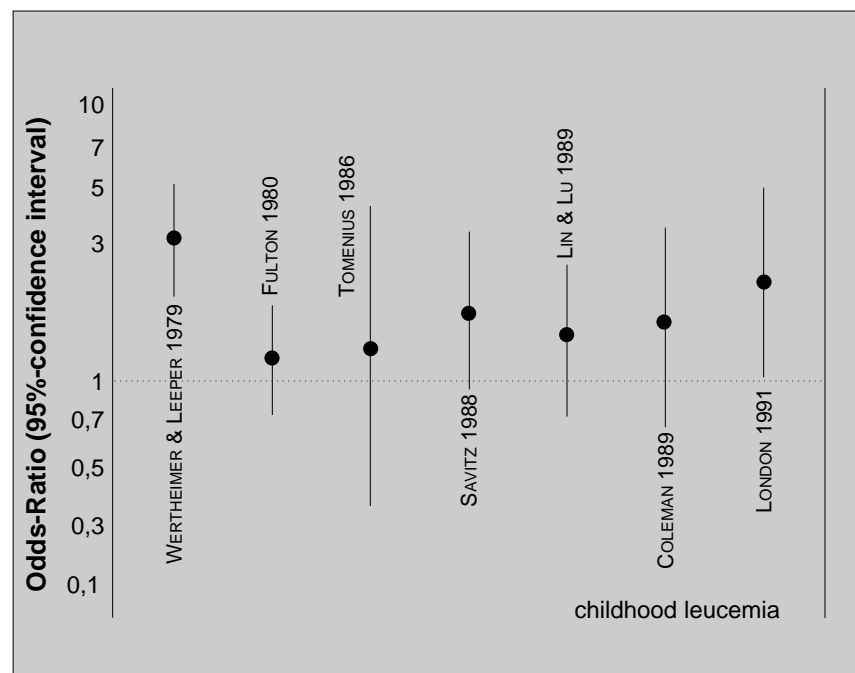 Odds-Ratio (95%-confidence interval)
10
7
5
3
1
0,7
0,5
0,3
0,1
WERTHEIMER & LEEPER 1979
FULTON 1980
TOMENIUS 1986
SAVITZ 1988
LIN & LU 1989
COLEMAN 1989
LONDON 1991
childhood leucemia